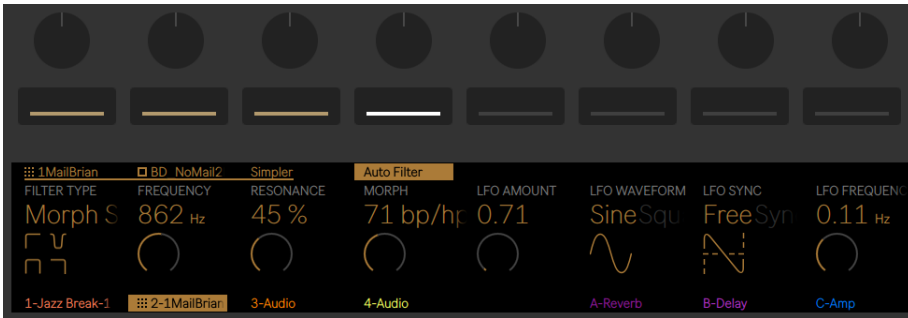 1MailBrian BD_NoMail2 Simpler Auto Filter
FILTER TYPE FREQUENCY RESONANCE MORPH LFO AMOUNT LFO WAVEFORM LFO SYNC LFO FREQUENC
Morph S 862 Hz 45 % 71 bp/hp 0.71 SineSqu FreeSyn 0.11 Hz
1-Jazz Break-1 2-1MailBrian 3-Audio 4-Audio A-Reverb B-Delay C-Amp